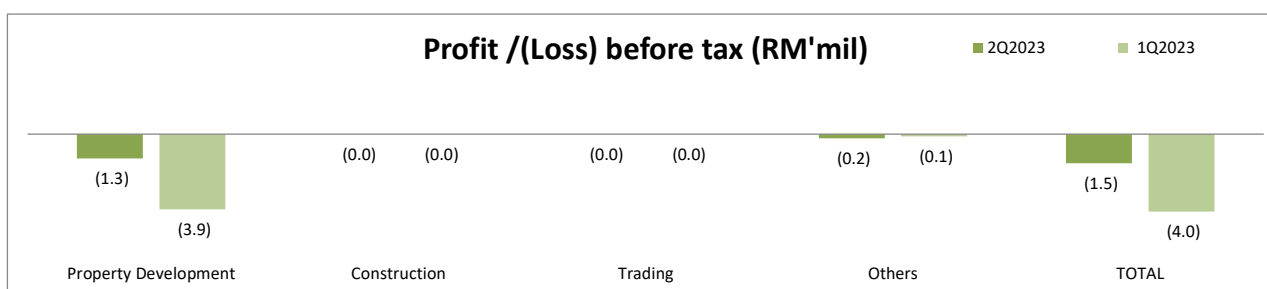 Profit /(Loss) before tax (RM'mil)
2Q2023 1Q2023
(0.0) (0.0) (0.0) (0.0) (0.2) (0.1)
(1.3) (1.5)
(3.9) (4.0)
Property Development Construction Trading Others TOTAL